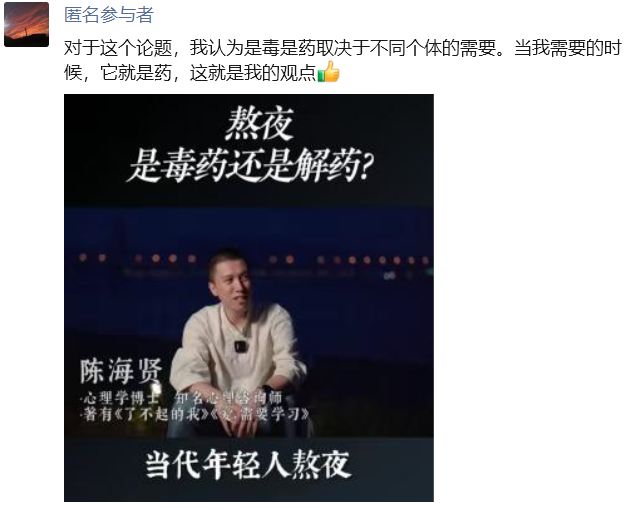 匿名参与者
对于这个论题，我认为是毒是药取决于不同个体的需要。当我需要的时
候，它就是药，这就是我的观点
熬夜
是毒药还是解药?
陈海贤
·心理学博士 知名心理咨询师
·著有《了不起的我》《爱,需要学习》
当代年轻人熬夜